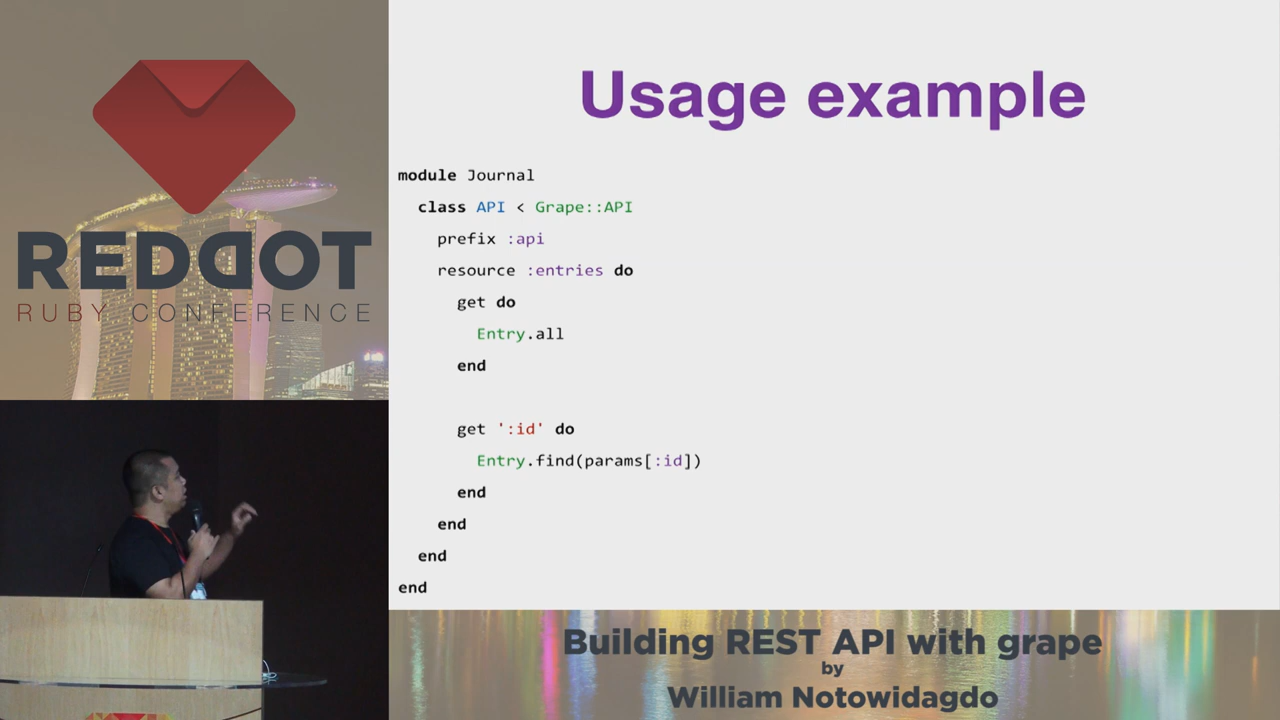 REDDOT
RUBY CONFERENCE
Usage example
module Journal
  class API < Grape::API
    prefix :api
    resource :entries do
      get do
        Entry.all
      end

      get ':id' do
        Entry.find(params[:id])
      end
    end
  end
end
Building REST API with grape
by
William Notowidagdo